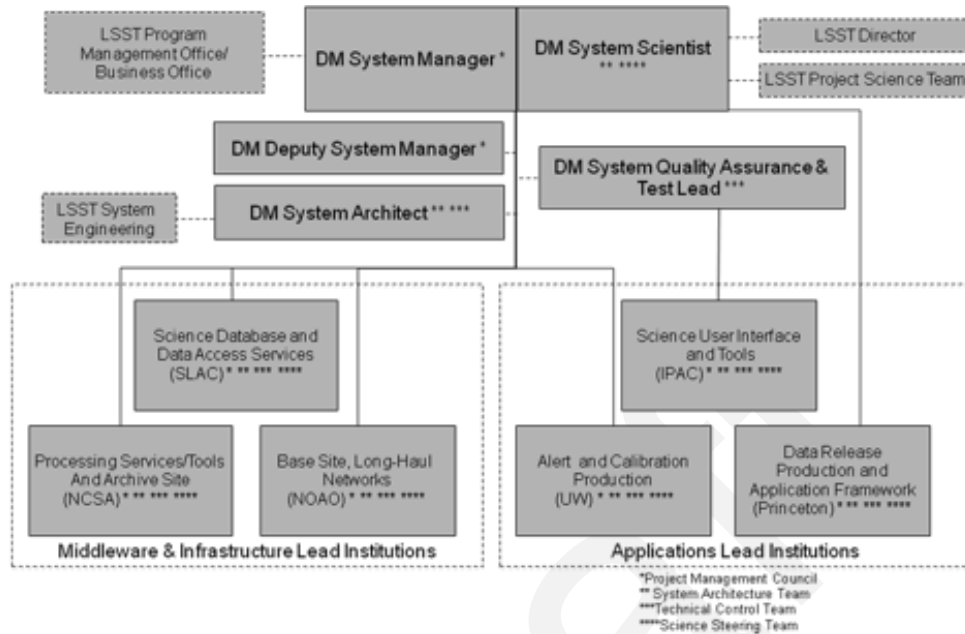 LSST Program
Management Office/
Business Office
DM System Manager *
DM System Scientist
** ****
LSST Director
LSST Project Science Team
DM Deputy System Manager *
DM System Quality Assurance &
Test Lead ***
LSST System
Engineering
DM System Architect ** ***
Science Database and
Data Access Services
(SLAC) * ** *** ****
Science User Interface
and Tools
(IPAC) * ** *** ****
Processing Services/Tools
And Archive Site
(NCSA) * ** *** ****
Base Site, Long-Haul
Networks
(NOAO) * ** *** ****
Alert and Calibration
Production
(UW) * ** *** ****
Data Release
Production and
Application Framework
(Princeton) * ** *** ****
Middleware & Infrastructure Lead Institutions
Applications Lead Institutions
*Project Management Council
** System Architecture Team
***Technical Control Team
****Science Steering Team